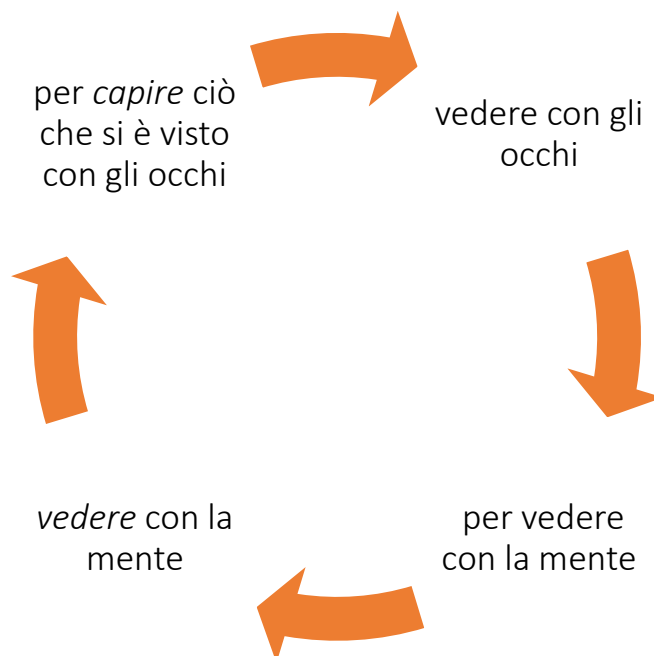 per capire ciò
che si è visto
con gli occhi
vedere con gli
occhi
per vedere
con la mente
vedere con la
mente